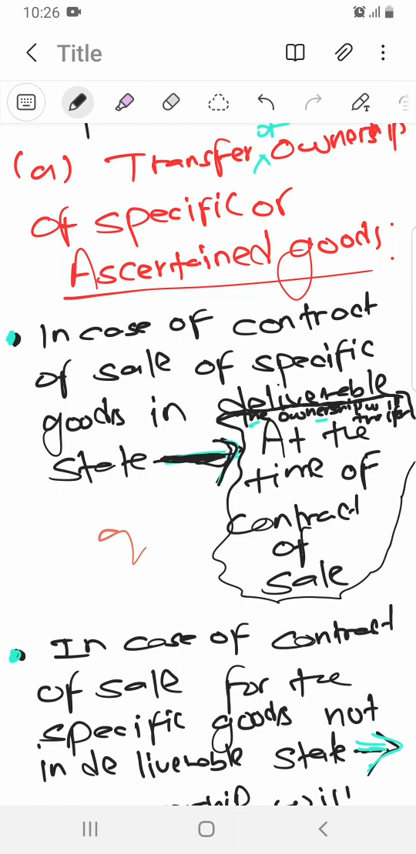 10:26
Title
(a) Transfer of Ownership
of specific or
Ascertained goods:
In case of contract
of sale of specific
goods in deliverable
state
the ownership will
At the
time of
contract
of
sale
In case of contract
of sale for the
specific goods not
in deliverable state
will